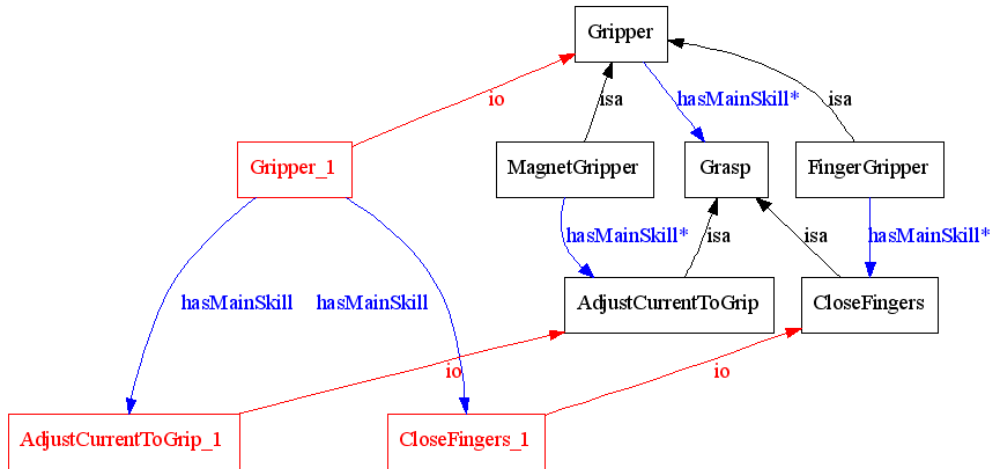 Gripper
io
isa
hasMainSkill*
isa
Gripper_1
MagnetGripper
Grasp
FingerGripper
hasMainSkill*
isa
isa
hasMainSkill*
hasMainSkill
hasMainSkill
AdjustCurrentToGrip
CloseFingers
io
io
AdjustCurrentToGrip_1
CloseFingers_1